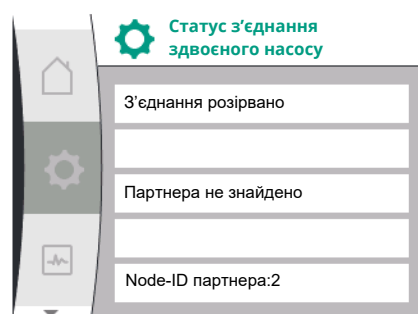 Статус з’єднання
здвоєного насосу
З’єднання розірвано
Партнера не знайдено
Node-ID партнера:2